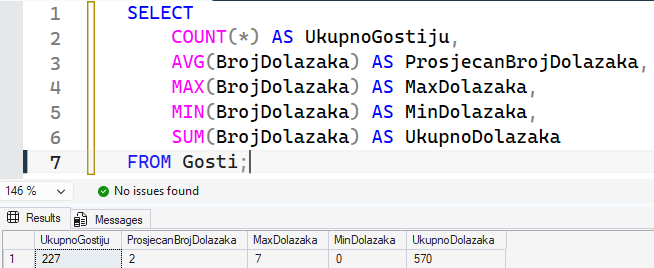 1 SELECT
2 COUNT(*) AS UkupnoGostiju,
3 AVG(BrojDolazaka) AS ProsjecanBrojDolazaka,
4 MAX(BrojDolazaka) AS MaxDolazaka,
5 MIN(BrojDolazaka) AS MinDolazaka,
6 SUM(BrojDolazaka) AS UkupnoDolazaka
7 FROM Gosti;
146 % No issues found
Results Messages
UkupnoGostiju ProsjecanBrojDolazaka MaxDolazaka MinDolazaka UkupnoDolazaka
1 227 2 7 0 570